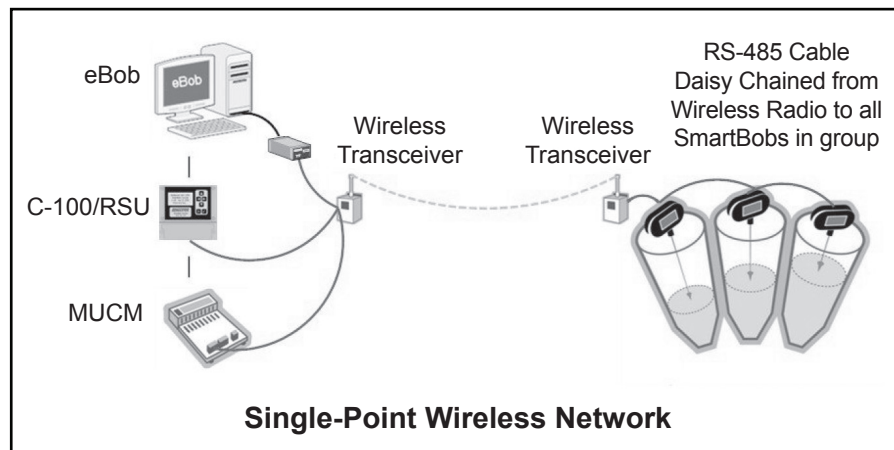 eBob
eBob
C-100/RSU
MUCM
Wireless
Transceiver
Wireless
Transceiver
RS-485 Cable
Daisy Chained from
Wireless Radio to all
SmartBobs in group
Single-Point Wireless Network